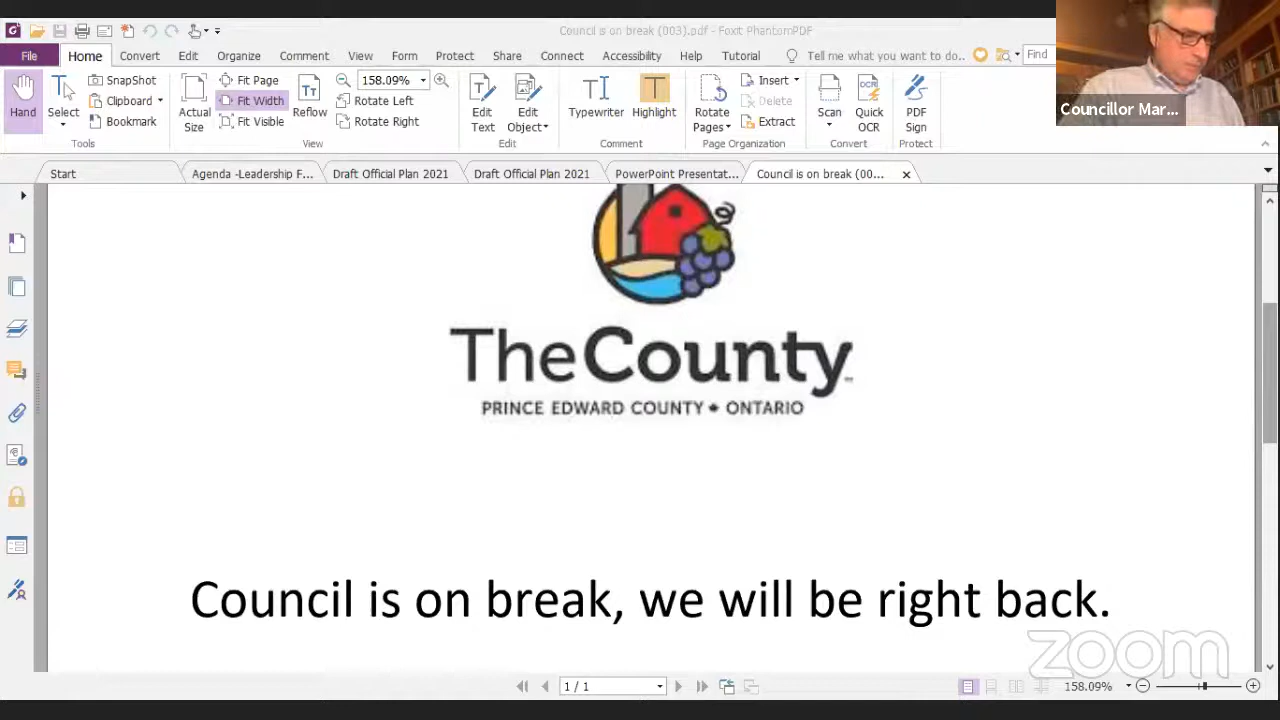 Council is on break (003).pdf - Foxit PhantomPDF
File Home Convert Edit Organize Comment View Form Protect Share Connect Accessibility Help Tutorial Tell me what you want to do.. Find
Hand
Select
SnapShot
Clipboard
Bookmark
Tools
Actual Size
Fit Page
Fit Width
Fit Visible
Reflow
158.09%
Rotate Left
Rotate Right
View
Edit Text
Edit Object
Edit
Typewriter
Highlight
Comment
Rotate Pages
Insert
Delete
Extract
Page Organization
Scan
Quick OCR
Convert
PDF Sign
Protect
Councillor Mar...
Start
Agenda -Leadership F...
Draft Official Plan 2021
Draft Official Plan 2021
PowerPoint Presentat...
Council is on break (00...
The County
PRINCE EDWARD COUNTY ONTARIO
Council is on break, we will be right back.
zoom
1 / 1
158.09%